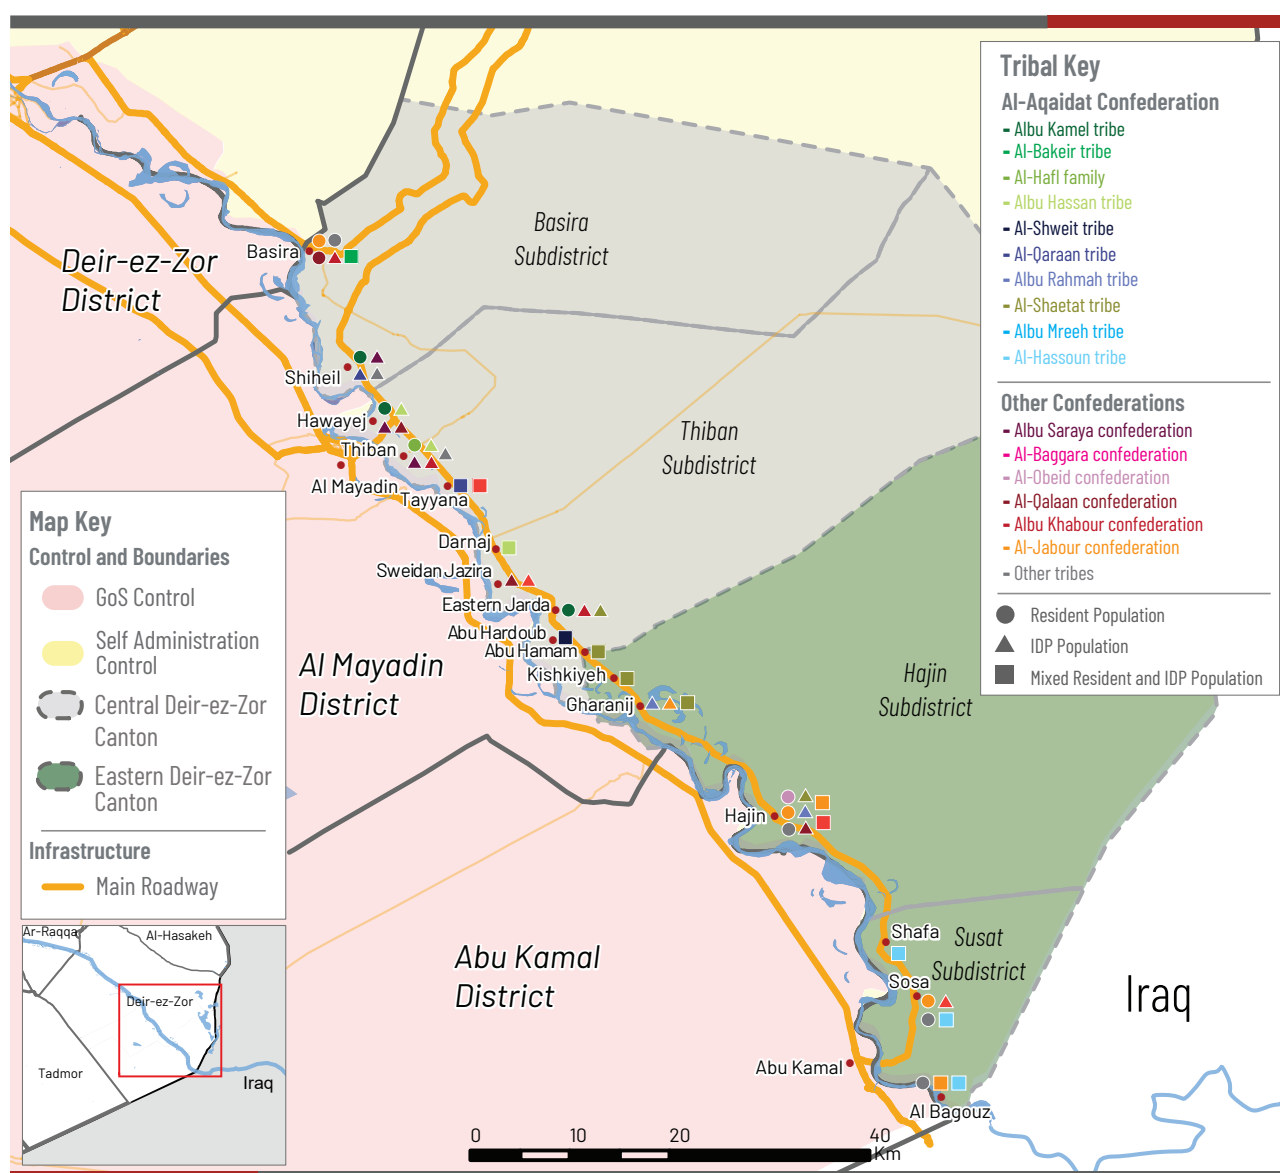 Tribal Key
Al-Aqaidat Confederation
- Albu Kamel tribe
- Al-Bakeir tribe
- Al-Hafl family
- Albu Hassan tribe
- Al-Shweit tribe
- Al-Qaraan tribe
- Albu Rahmah tribe
- Al-Shaetat tribe
- Albu Mreeh tribe
- Al-Hassoun tribe
Other Confederations
- Albu Saraya confederation
- Al-Baggara confederation
- Al-Obeid confederation
- Al-Qalaan confederation
- Albu Khabour confederation
- Al-Jabour confederation
- Other tribes
Resident Population
IDP Population
Mixed Resident and IDP Population
Basira
Subdistrict
Basira
Deir-ez-Zor
District
Shiheil
Hawayej
Thiban
Subdistrict
Thiban
Al Mayadin
Tayyana
Darnaj
Sweidan Jazira
Eastern Jarda
Abu Hardoub
Abu Hamam
Kishkiyeh
Gharanij
Al Mayadin
District
Hajin
Subdistrict
Hajin
Shafa
Susat
Subdistrict
Sosa
Abu Kamal
District
Iraq
Abu Kamal
Al Bagouz
Map Key
Control and Boundaries
GoS Control
Self Administration
Control
Central Deir-ez-Zor
Canton
Eastern Deir-ez-Zor
Canton
Infrastructure
Main Roadway
Ar-Raqqa
Al-Hasakeh
Deir-ez-Zor
Tadmor
Iraq
0 10 20 40
Km